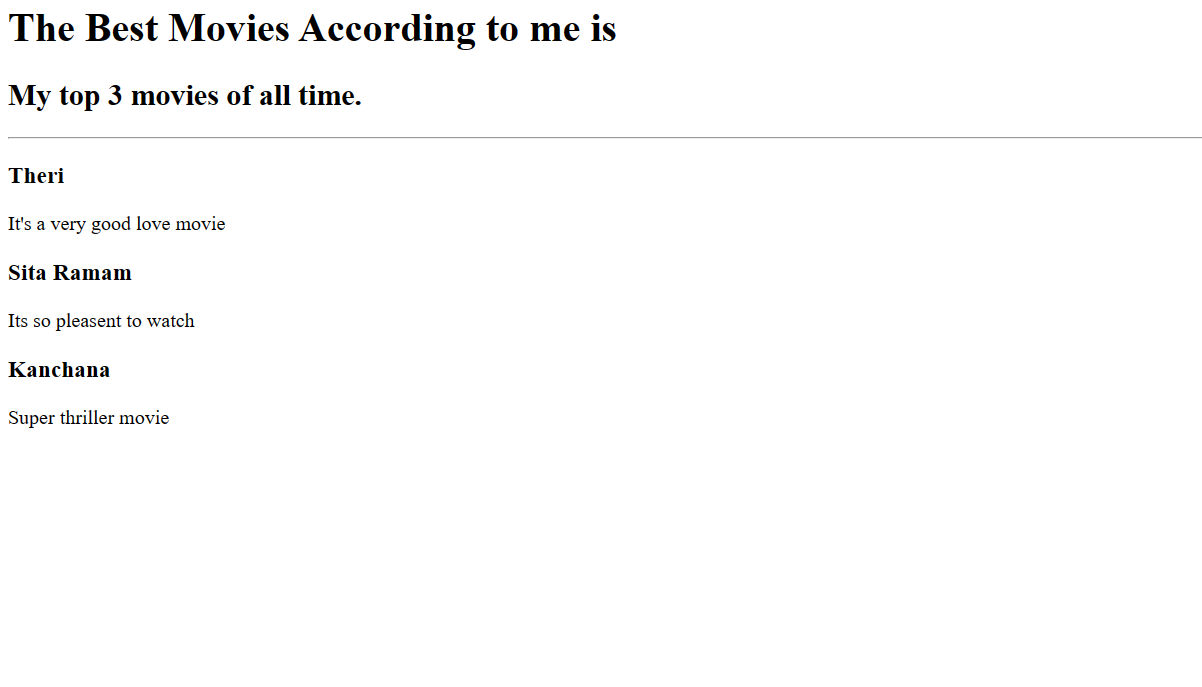 The Best Movies According to me is
My top 3 movies of all time.
Theri
It's a very good love movie
Sita Ramam
Its so pleasent to watch
Kanchana
Super thriller movie